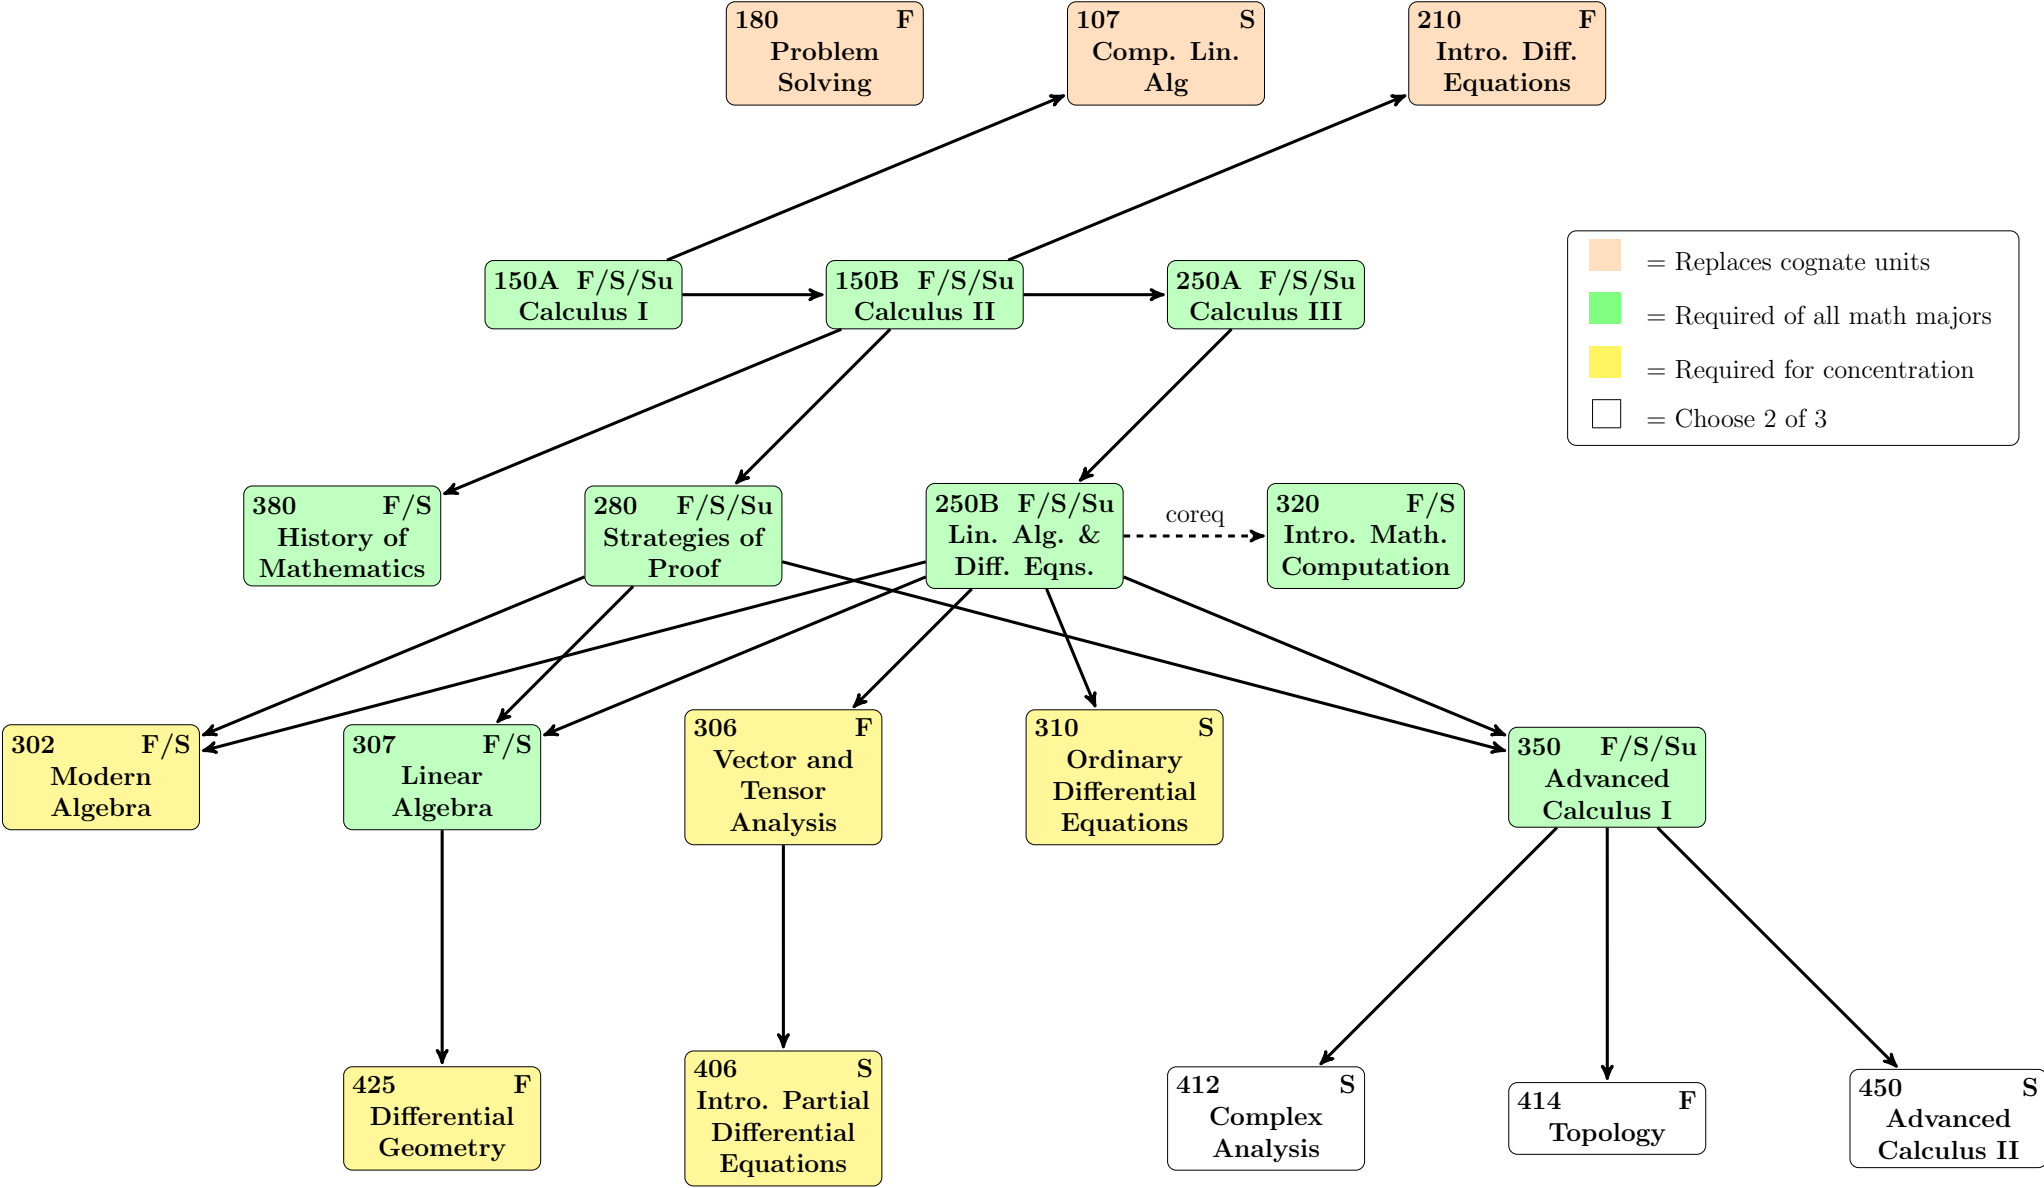 180 F
Problem
Solving
107 S
Comp. Lin.
Alg
210 F
Intro. Diff.
Equations
150A F/S/Su
Calculus I
150B F/S/Su
Calculus II
250A F/S/Su
Calculus III
= Replaces cognate units
= Required of all math majors
= Required for concentration
= Choose 2 of 3
380 F/S
History of
Mathematics
280 F/S/Su
Strategies of
Proof
250B F/S/Su
Lin. Alg. &
Diff. Eqns.
coreq
320 F/S
Intro. Math.
Computation
302 F/S
Modern
Algebra
307 F/S
Linear
Algebra
306 F
Vector and
Tensor
Analysis
310 S
Ordinary
Differential
Equations
350 F/S/Su
Advanced
Calculus I
425 F
Differential
Geometry
406 S
Intro. Partial
Differential
Equations
412 S
Complex
Analysis
414 F
Topology
450 S
Advanced
Calculus II